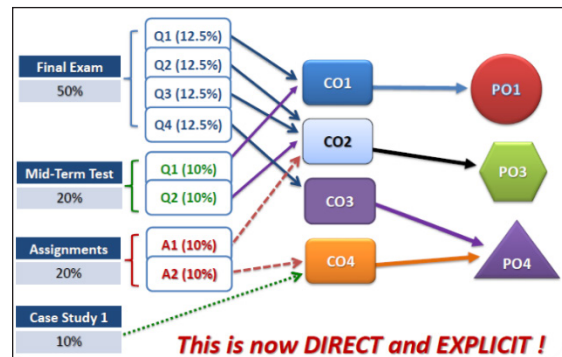 Final Exam
50%
Q1 (12.5%)
Q2 (12.5%)
Q3 (12.5%)
Q4 (12.5%)
Mid-Term Test
20%
Q1 (10%)
Q2 (10%)
Assignments
20%
A1 (10%)
A2 (10%)
Case Study 1
10%
CO1
CO2
CO3
CO4
PO1
PO3
PO4
This is now DIRECT and EXPLICIT !